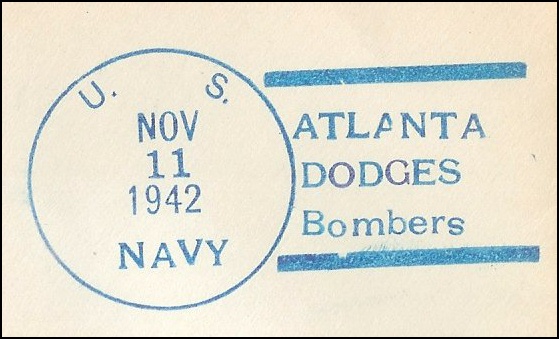 U. S.
NOV
11
1942
NAVY
ATLANTA
DODGES
Bombers